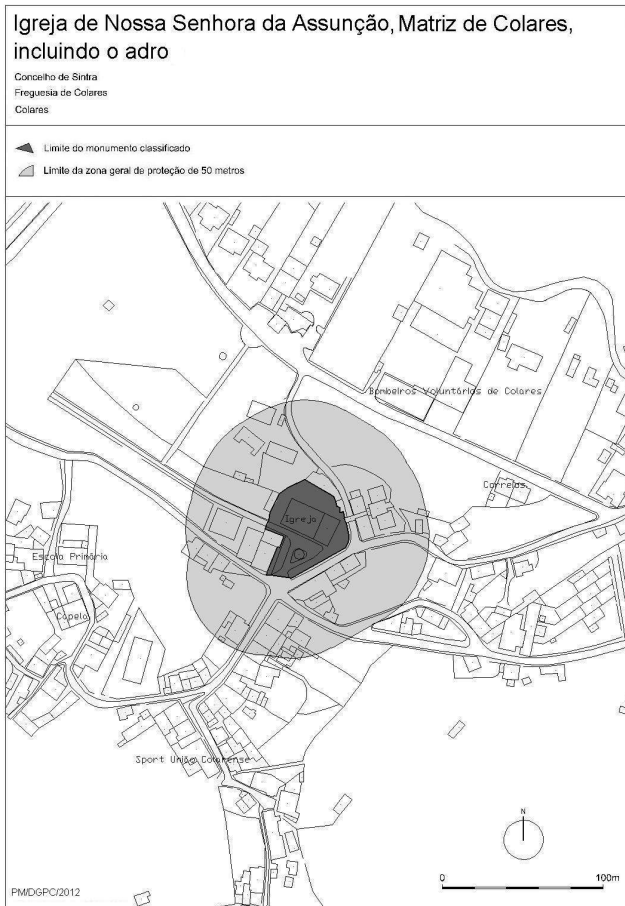 Igreja de Nossa Senhora da Assunção, Matriz de Colares,
incluindo o adro
Concelho de Sintra
Freguesia de Colares
Colares
Limite do monumento classificado
Limite da zona geral de proteção de 50 metros
Bombeiros Voluntários de Colares
Correios
Igreja
Escola Primária
Capela
Sport União Colarense
N
0 100m
PM/DGPC/2012